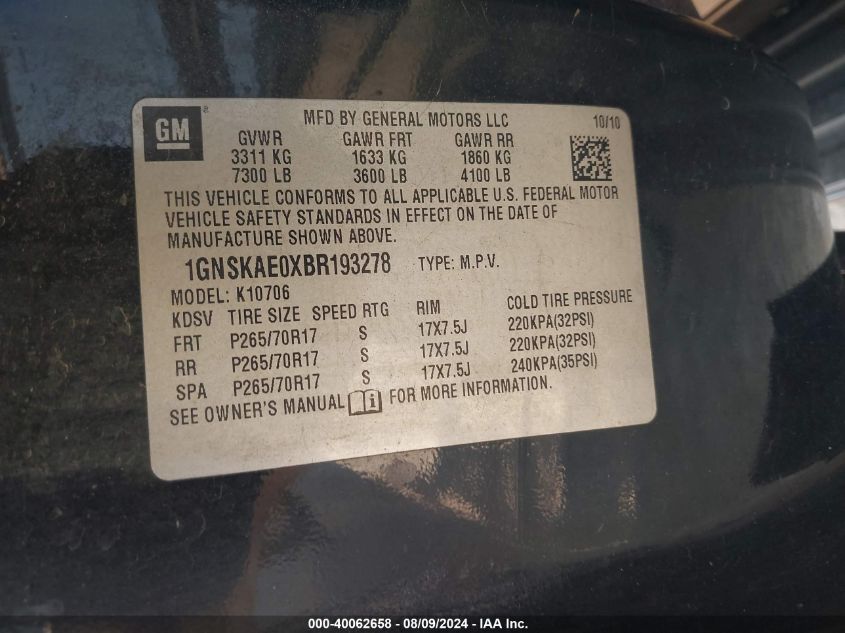 GM
MFD BY GENERAL MOTORS LLC 10/10
GVWR GAWR FRT GAWR RR
3311 KG 1633 KG 1860 KG
7300 LB 3600 LB 4100 LB
THIS VEHICLE CONFORMS TO ALL APPLICABLE U.S. FEDERAL MOTOR
VEHICLE SAFETY STANDARDS IN EFFECT ON THE DATE OF
MANUFACTURE SHOWN ABOVE.
1GNSKAE0XBR193278 TYPE: M.P.V.
MODEL: K10706
KDSV TIRE SIZE SPEED RTG RIM COLD TIRE PRESSURE
FRT P265/70R17 S 17X7.5J 220KPA(32PSI)
RR P265/70R17 S 17X7.5J 220KPA(32PSI)
SPA P265/70R17 S 17X7.5J 240KPA(35PSI)
SEE OWNER'S MANUAL i FOR MORE INFORMATION.
000-40062658 - 08/09/2024 - IAA Inc.